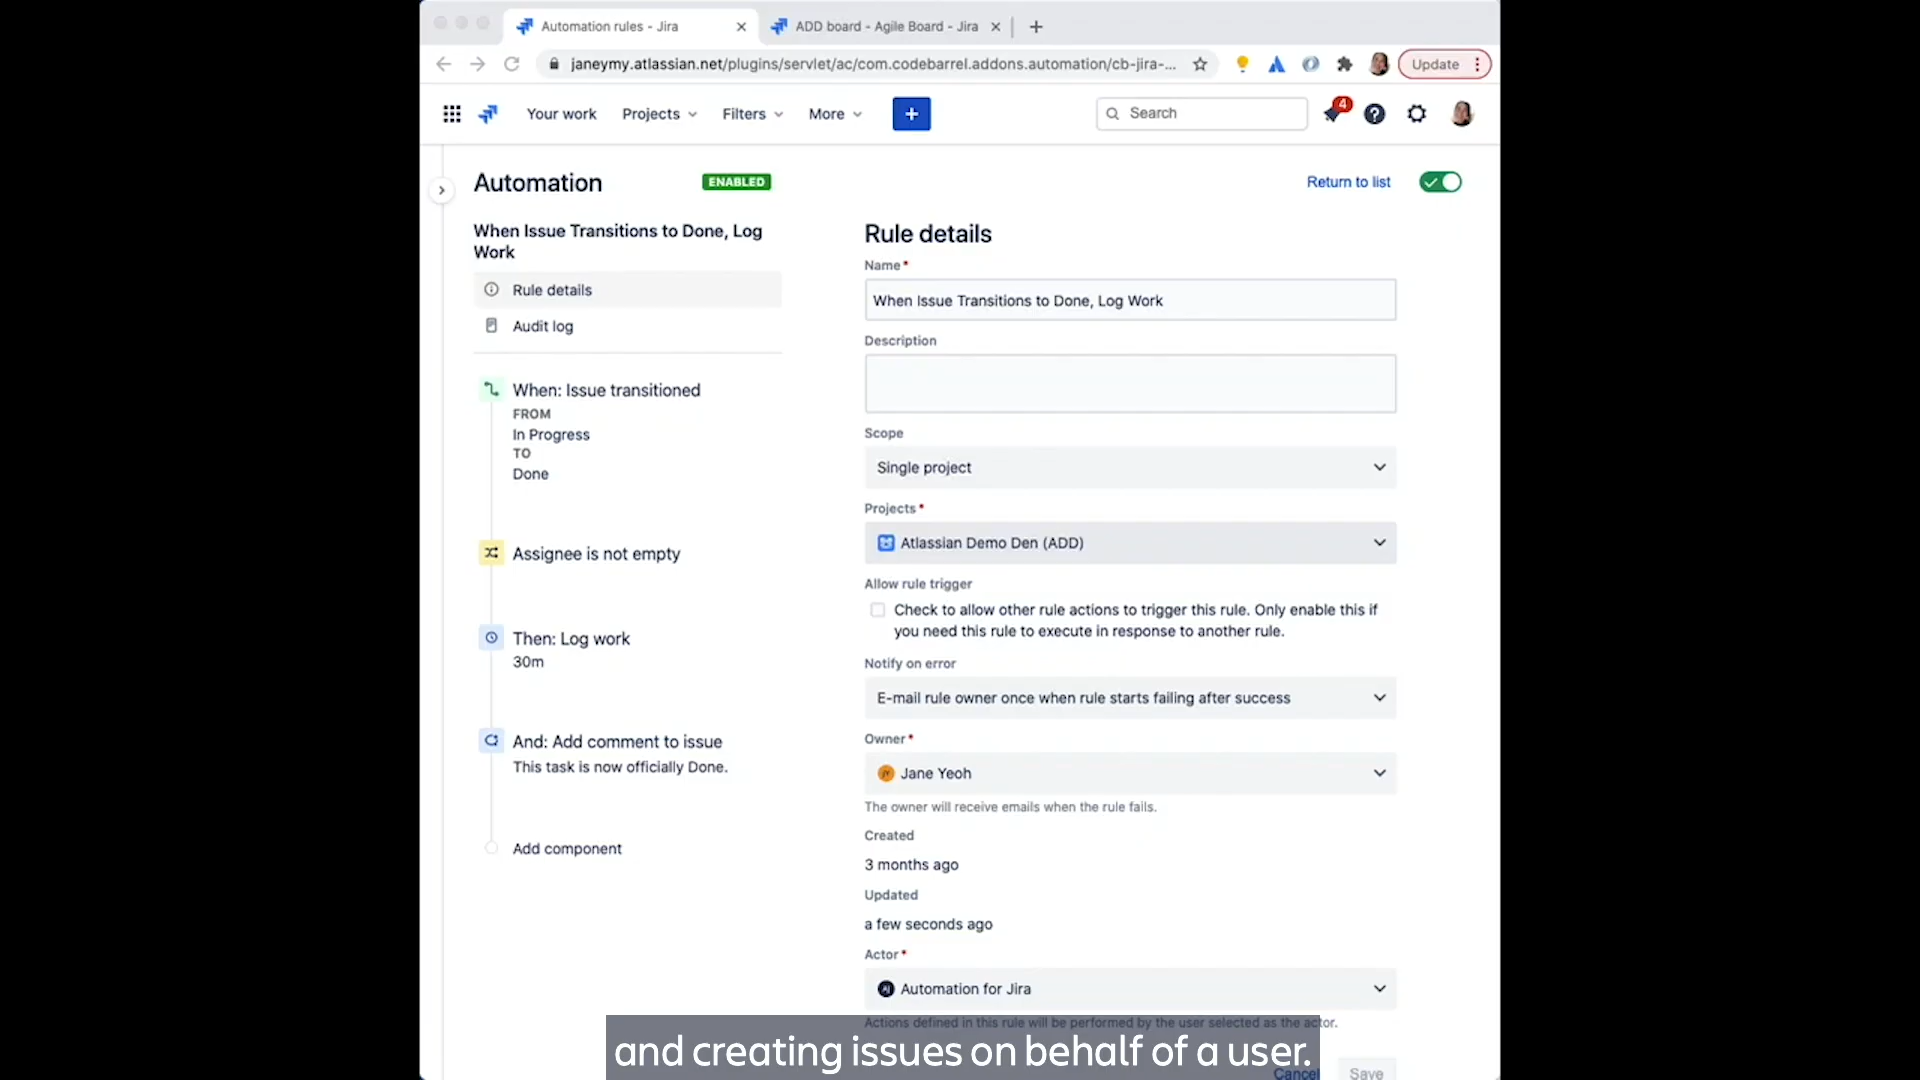 Automation rules - Jira
ADD board - Agile Board - Jira
janeymy.atlassian.net/plugins/servlet/ac/com.codebarrel.addons.automation/cb-jira-...
Update
Your work
Projects
Filters
More
Search
4
Automation
ENABLED
Return to list
When Issue Transitions to Done, Log
Work
Rule details
Audit log
When: Issue transitioned
FROM
In Progress
TO
Done
Assignee is not empty
Then: Log work
30m
And: Add comment to issue
This task is now officially Done.
Add component
Rule details
Name*
When Issue Transitions to Done, Log Work
Description
Scope
Single project
Projects*
Atlassian Demo Den (ADD)
Allow rule trigger
Check to allow other rule actions to trigger this rule. Only enable this if
you need this rule to execute in response to another rule.
Notify on error
E-mail rule owner once when rule starts failing after success
Owner*
JY Jane Yeoh
The owner will receive emails when the rule fails.
Created
3 months ago
Updated
a few seconds ago
Actor*
Automation for Jira
Actions defined in this rule will be performed by the user selected as the actor.
and creating issues on behalf of a user.
Cancel
Save